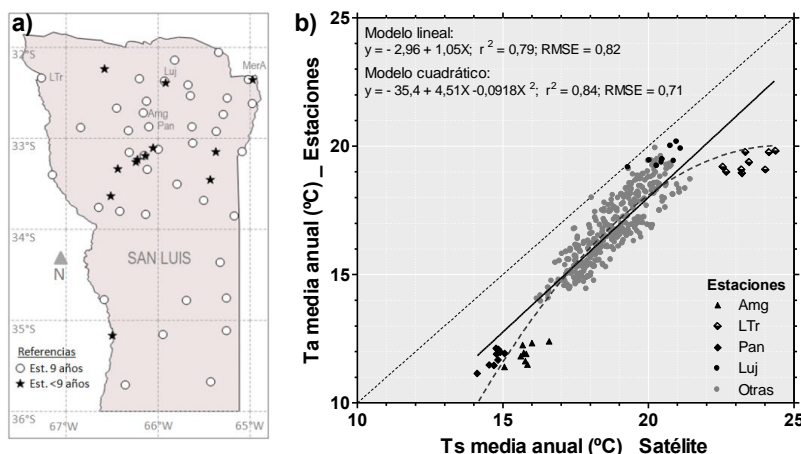 a)
33°S
LTr
Luj
MerA
Amg
Pan
33°S
34°S
SAN LUIS
N
35°S
Referencias
Est. 9 años
Est. <9 años
36°S
67°W
66°W
65°W
b)
25
20
15
10
Ta media anual (ºC) _ Estaciones
Modelo lineal:
y = - 2,96 + 1,05X; r² = 0,79; RMSE = 0,82
Modelo cuadrático:
y = - 35,4 + 4,51X -0,0918X²; r² = 0,84; RMSE = 0,71
Estaciones
Amg
LTr
Pan
Luj
Otras
10
15
20
25
Ts media anual (ºC) _ Satélite